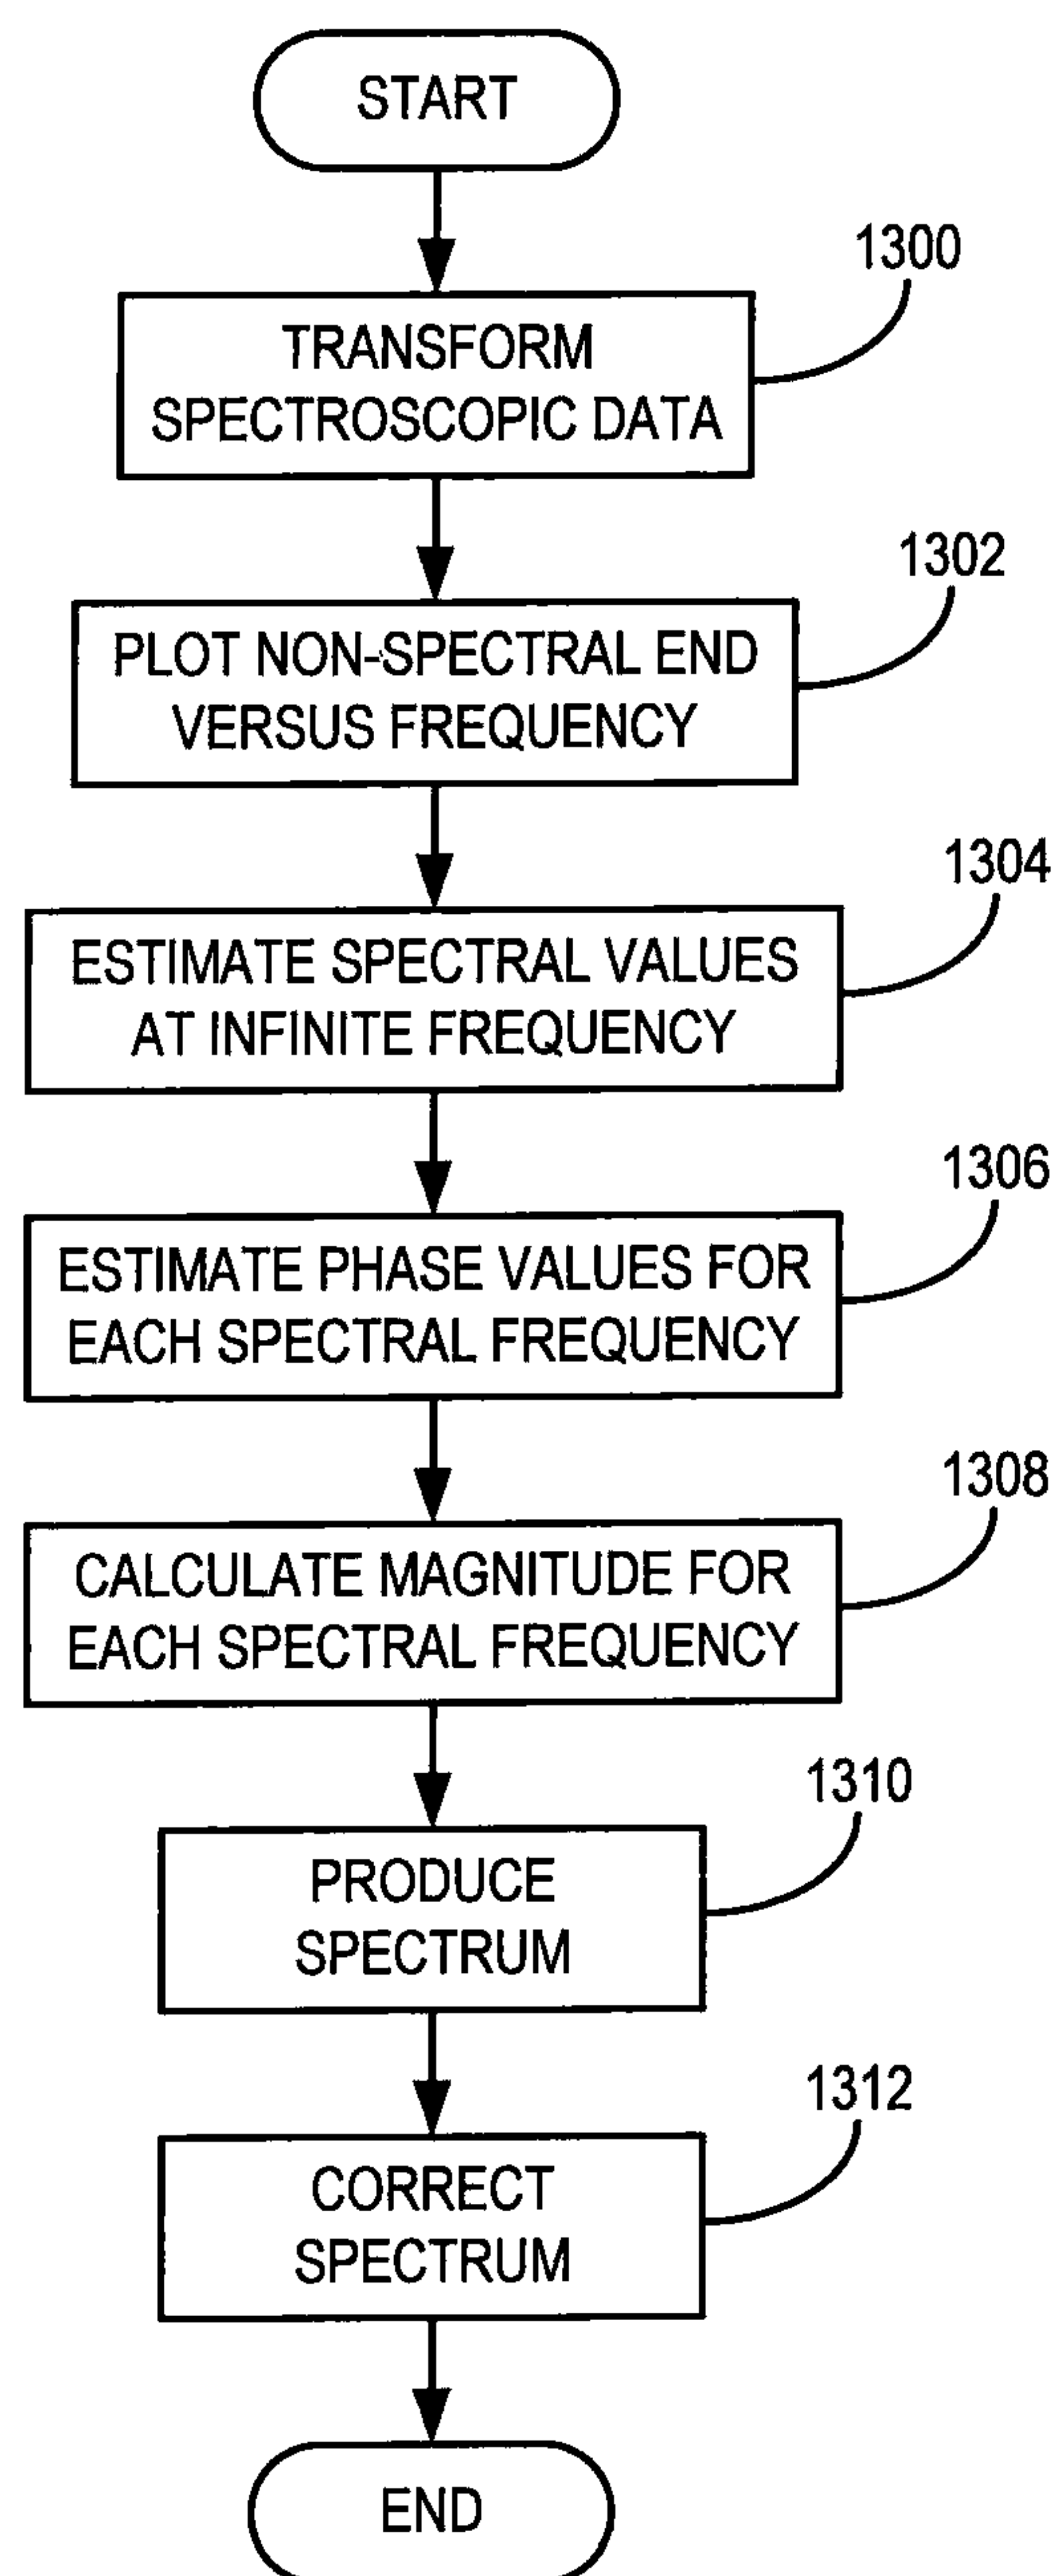 START
1300
TRANSFORM
SPECTROSCOPIC DATA
1302
PLOT NON-SPECTRAL END
VERSUS FREQUENCY
1304
ESTIMATE SPECTRAL VALUES
AT INFINITE FREQUENCY
1306
ESTIMATE PHASE VALUES FOR
EACH SPECTRAL FREQUENCY
1308
CALCULATE MAGNITUDE FOR
EACH SPECTRAL FREQUENCY
1310
PRODUCE
SPECTRUM
1312
CORRECT
SPECTRUM
END